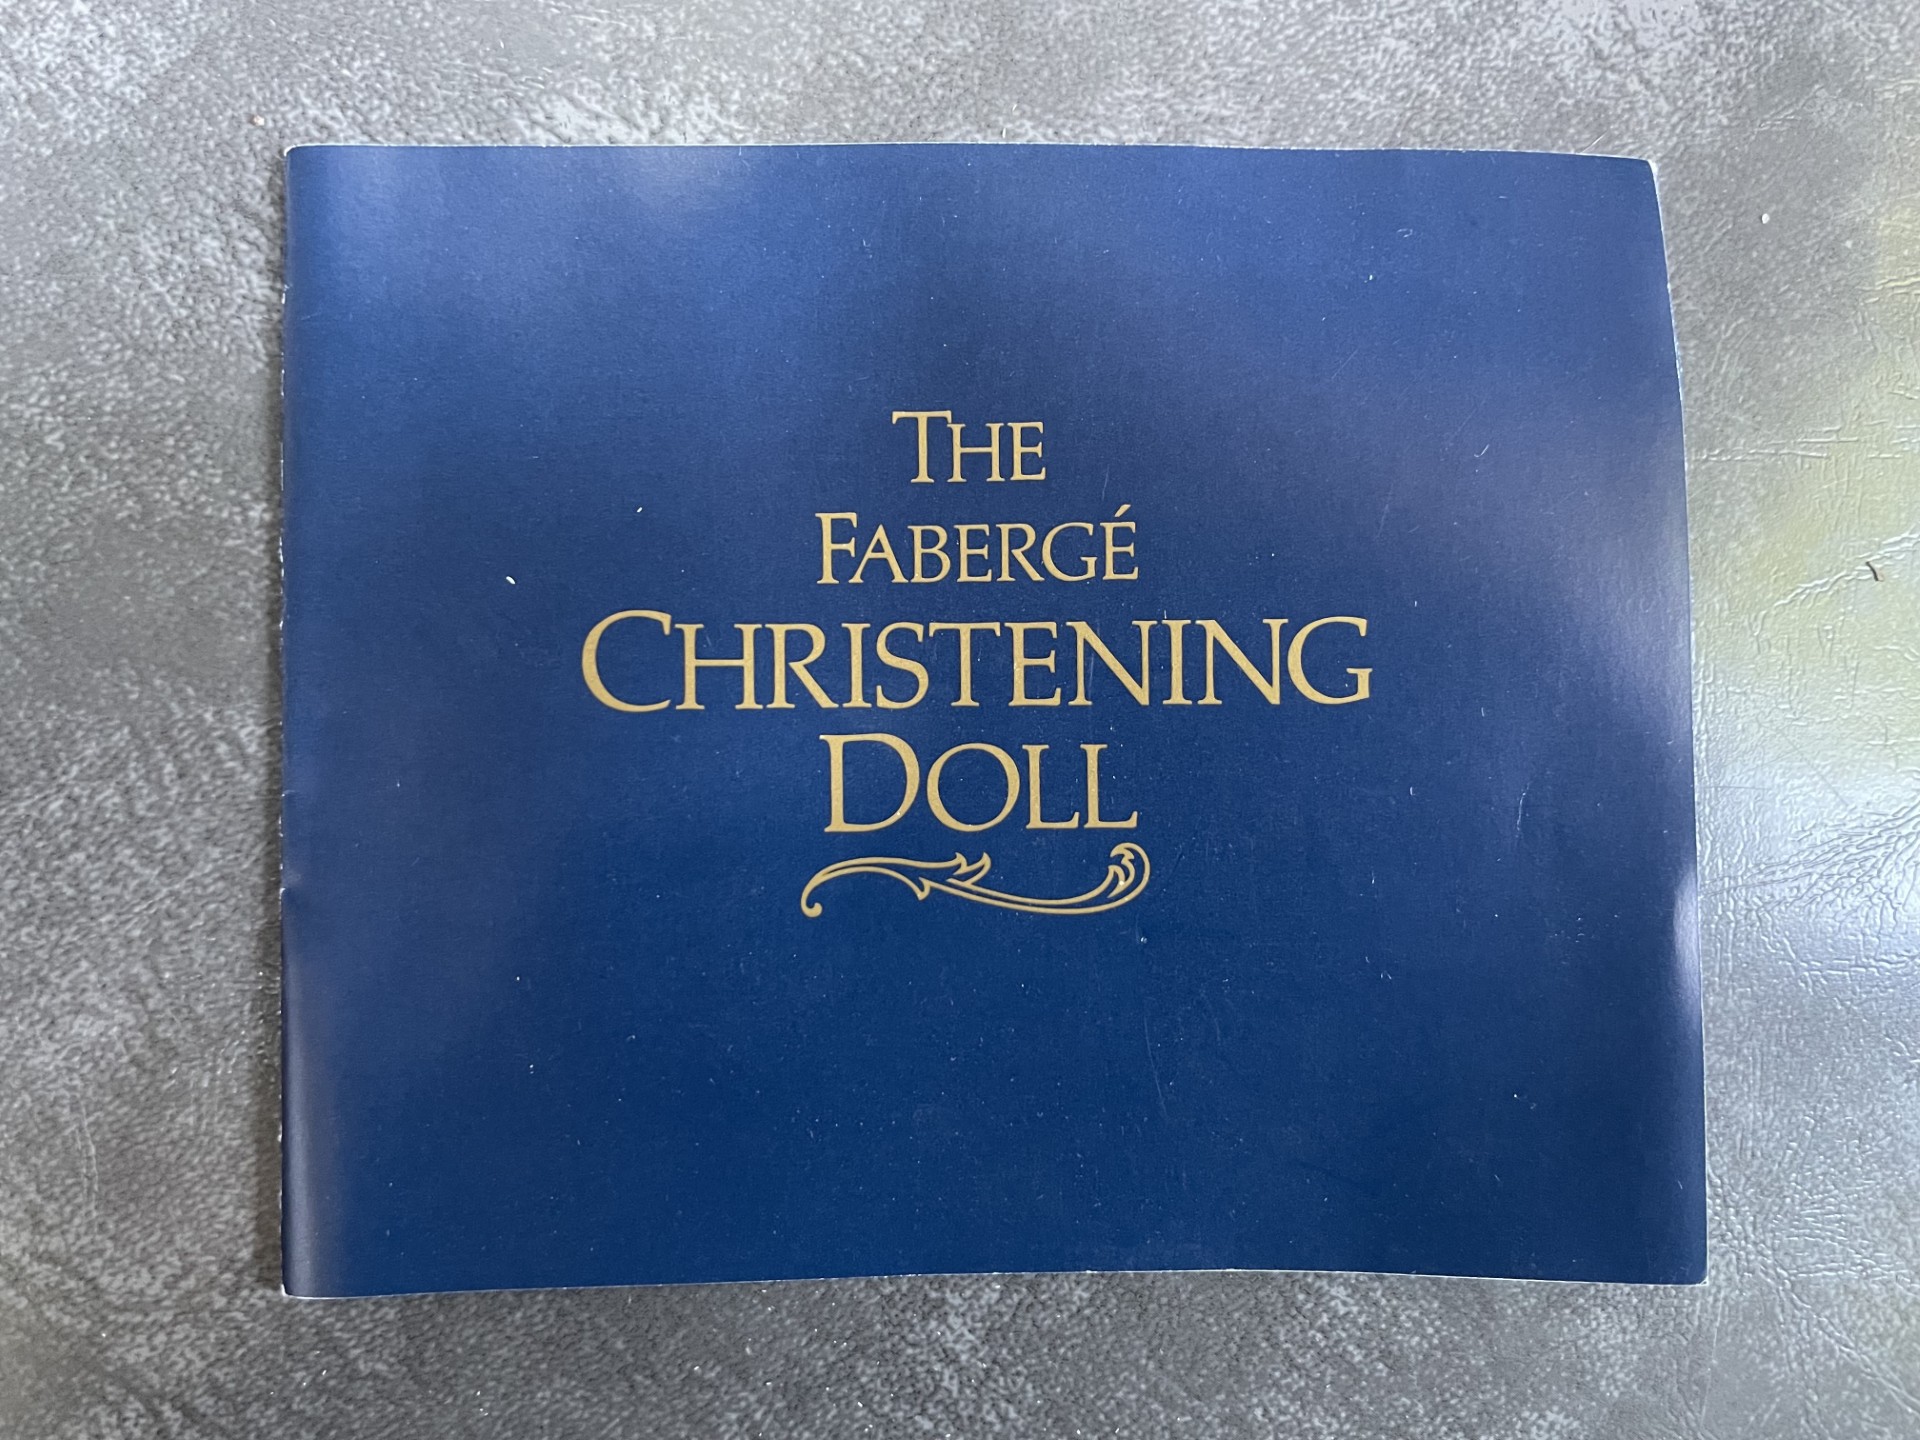 THE
FABERGÉ
CHRISTENING
DOLL